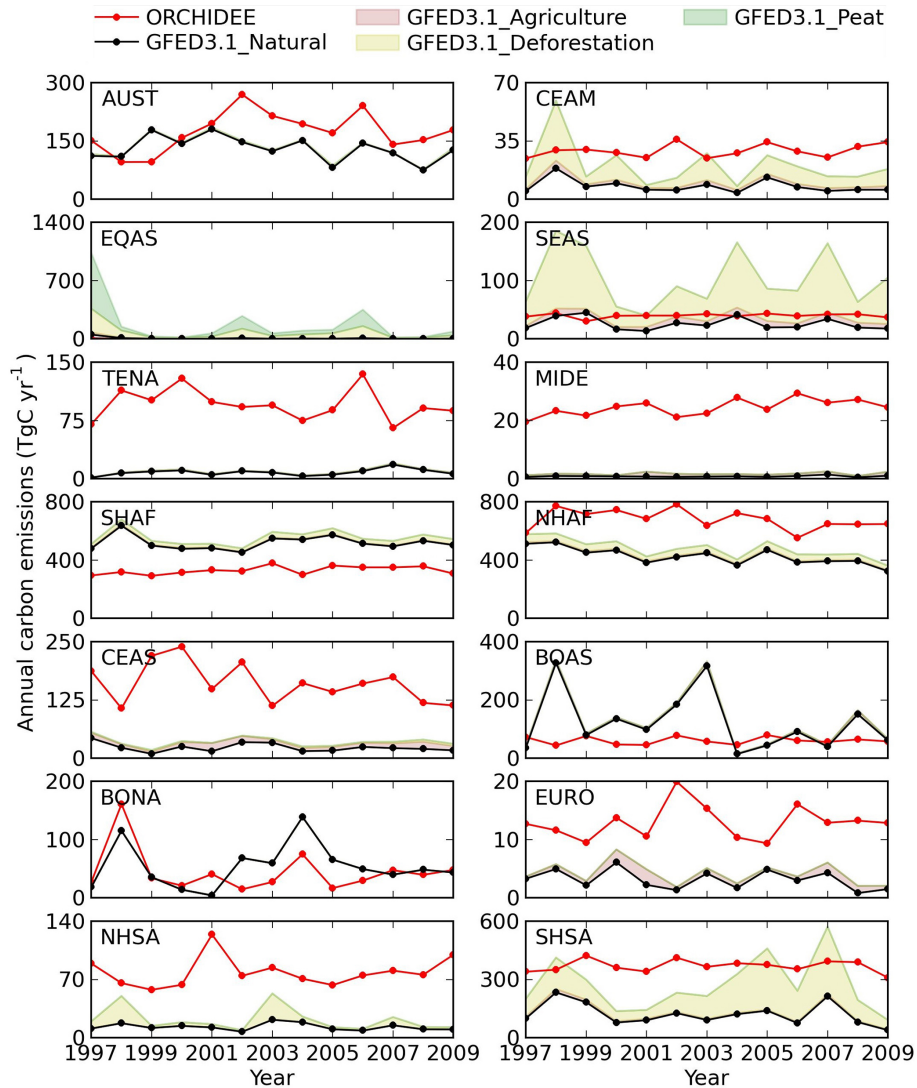 ORCHIDEE GFED3.1_Agriculture GFED3.1_Peat
GFED3.1_Natural GFED3.1_Deforestation
Annual carbon emissions (TgC yr⁻¹)
AUST
300
150
0
CEAM
70
35
0
EQAS
1400
700
0
SEAS
200
100
0
TENA
150
75
0
MIDE
40
20
0
SHAF
800
400
0
NHAF
800
400
0
CEAS
250
125
0
BOAS
400
200
0
BONA
200
100
0
EURO
20
10
0
NHSA
140
70
0
SHSA
600
300
0
1997 1999 2001 2003 2005 2007 2009
1997 1999 2001 2003 2005 2007 2009
Year
Year